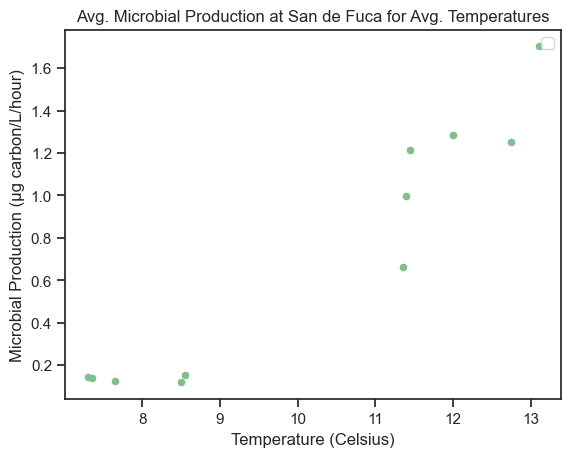 Avg. Microbial Production at San de Fuca for Avg. Temperatures
Microbial Production (µg carbon/L/hour)
1.6
1.4
1.2
1.0
0.8
0.6
0.4
0.2
8 9 10 11 12 13
Temperature (Celsius)